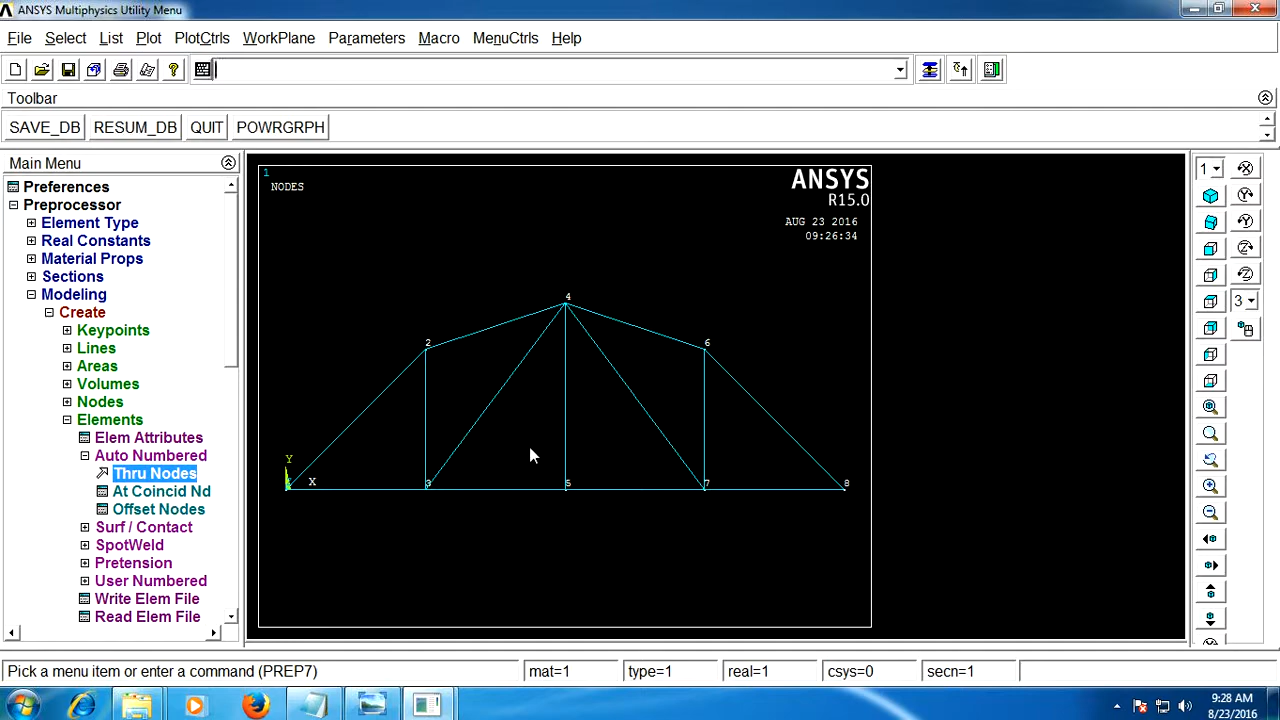 ANSYS Multiphysics Utility Menu
File Select List Plot PlotCtrls WorkPlane Parameters Macro MenuCtrls Help
Toolbar
SAVE_DB RESUM_DB QUIT POWRGRPH
Main Menu
Preferences
Preprocessor
Element Type
Real Constants
Material Props
Sections
Modeling
Create
Keypoints
Lines
Areas
Volumes
Nodes
Elements
Elem Attributes
Auto Numbered
Thru Nodes
At Coincid Nd
Offset Nodes
Surf / Contact
SpotWeld
Pretension
User Numbered
Write Elem File
Read Elem File
1
NODES
ANSYS
R15.0
AUG 23 2016
09:26:34
4
2 6
Y
X 3 5 7 8
1
3
Pick a menu item or enter a command (PREP7) mat=1 type=1 real=1 csys=0 secn=1
9:28 AM
8/23/2016